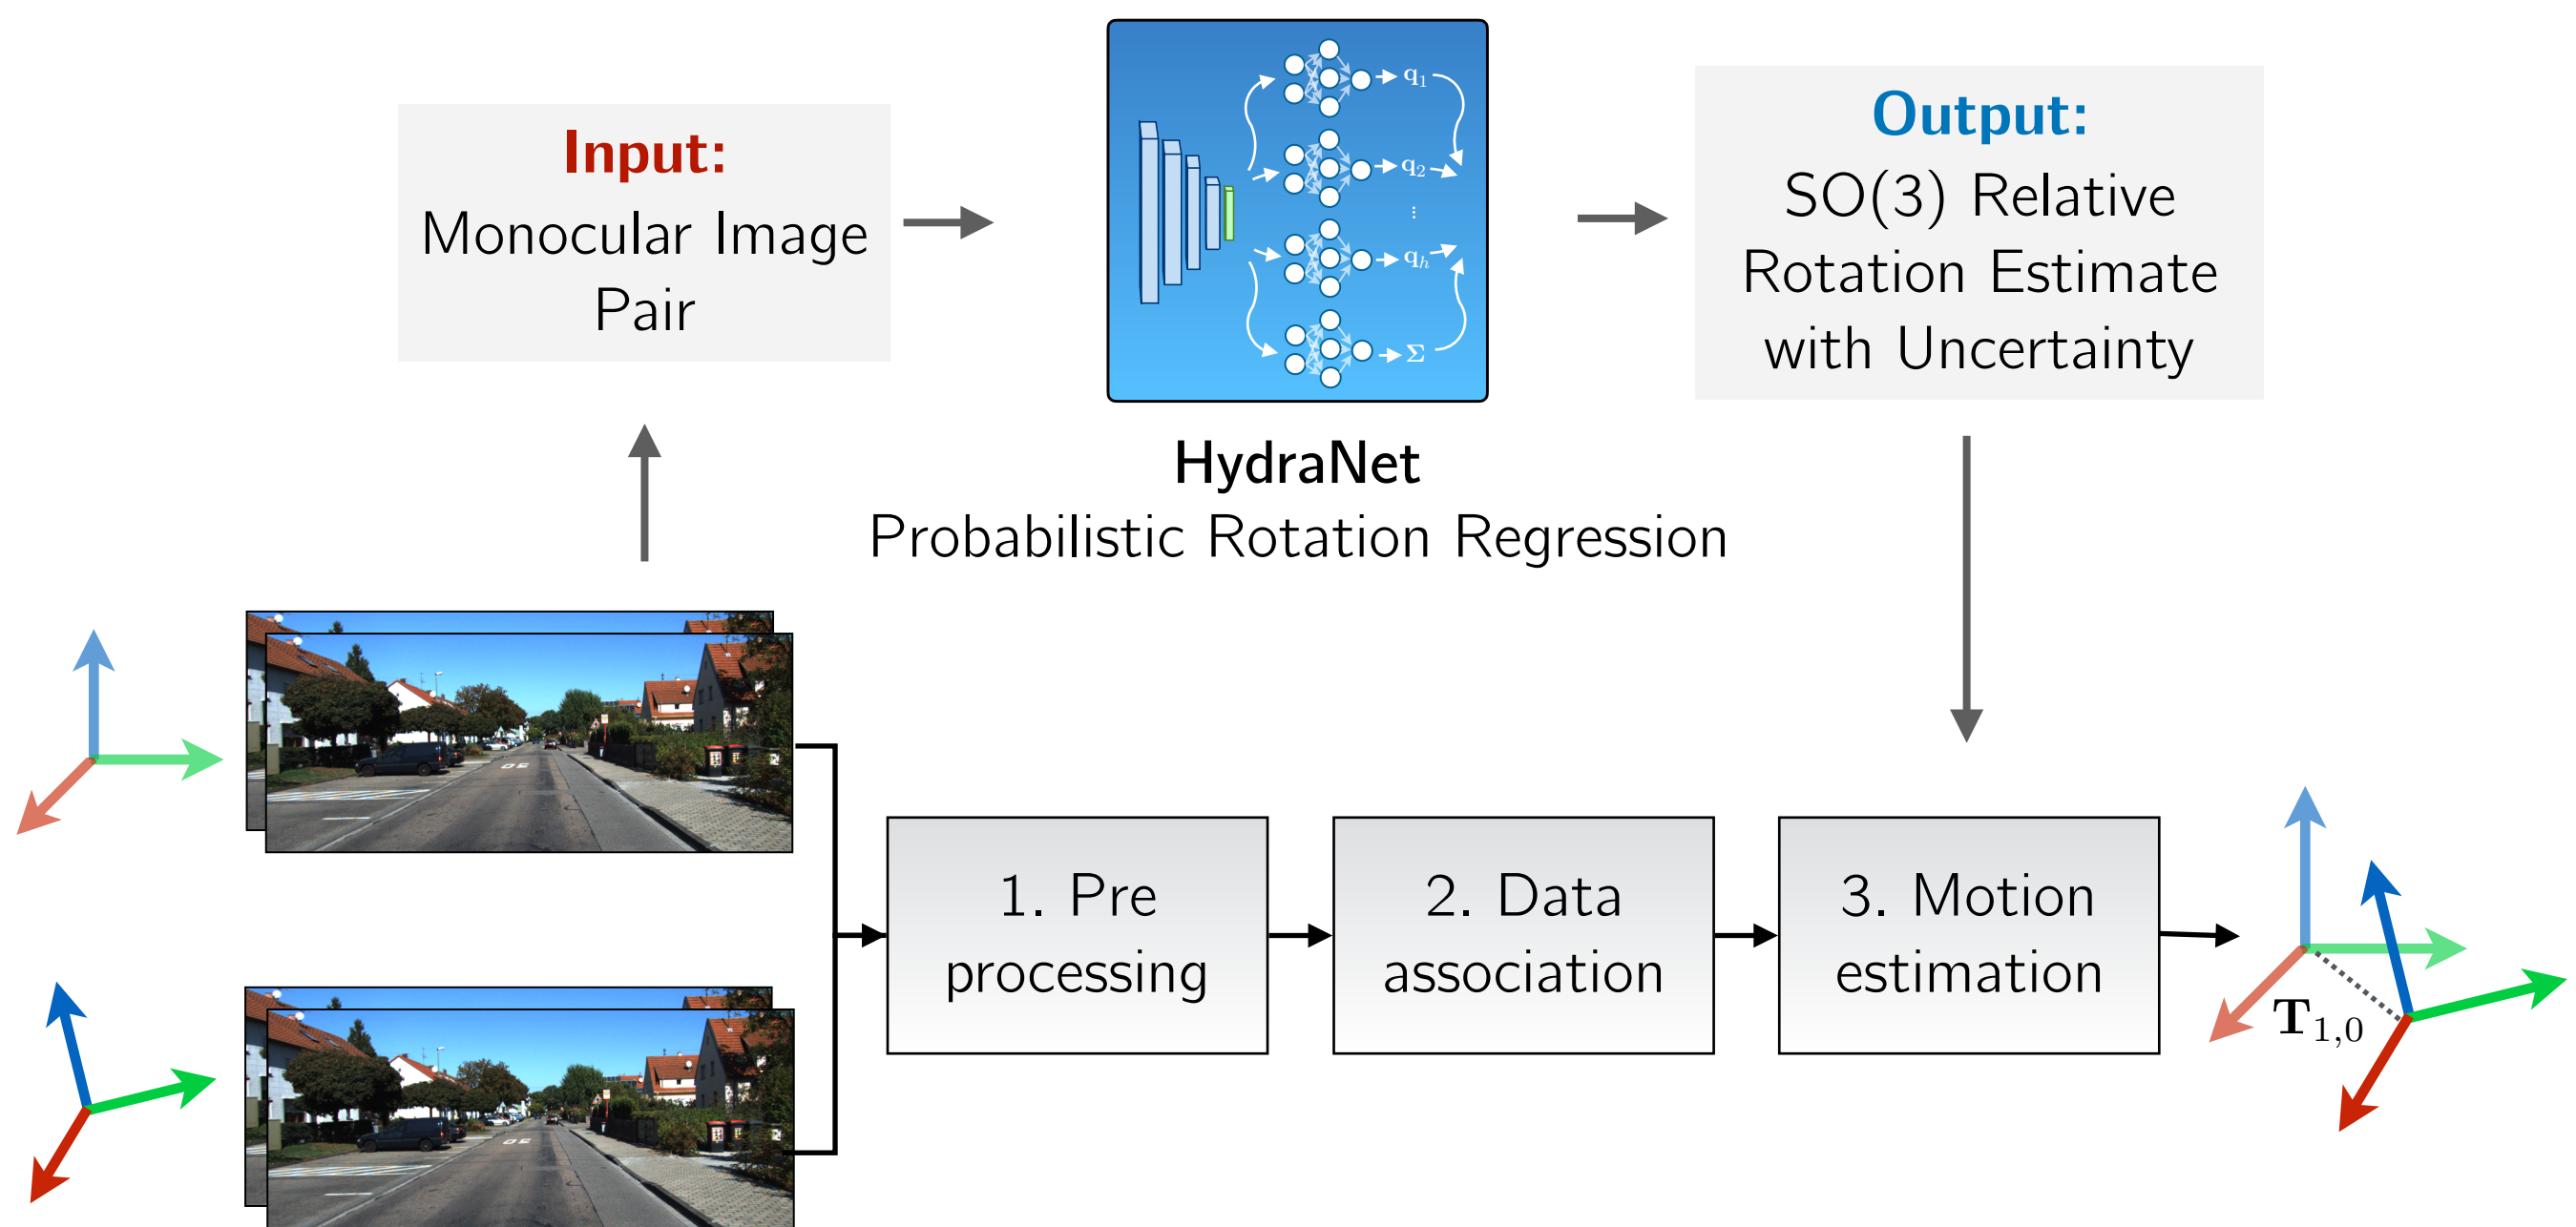 Input:
Monocular Image
Pair
q₁
q₂
⋮
qₕ
Σ
HydraNet
Probabilistic Rotation Regression
Output:
SO(3) Relative
Rotation Estimate
with Uncertainty
1. Pre
processing
2. Data
association
3. Motion
estimation
T₁,₀